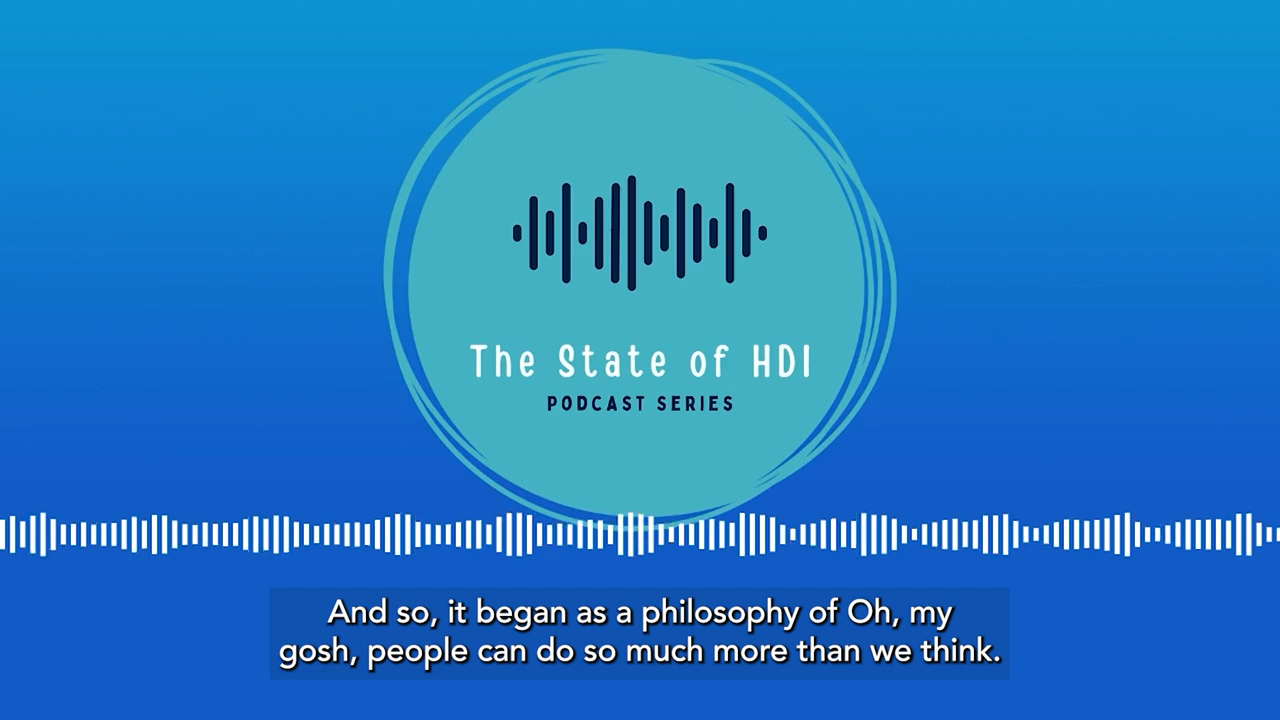 The State of HDI
PODCAST SERIES
And so, it began as a philosophy of Oh, my
gosh, people can do so much more than we think.